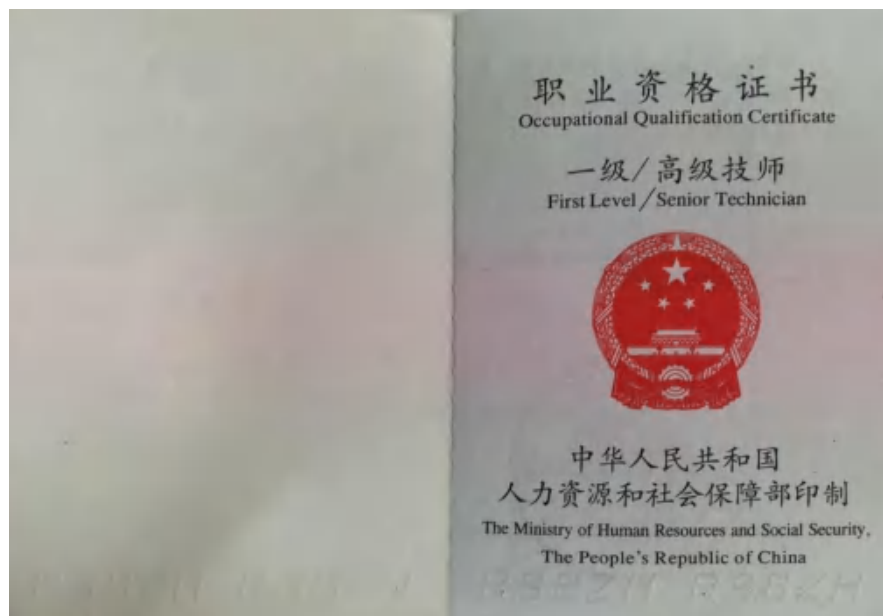 职业资格证书
Occupational Qualification Certificate
一级/高级技师
First Level/Senior Technician
中华人民共和国
人力资源和社会保障部印制
The Ministry of Human Resources and Social Security,
The People's Republic of China